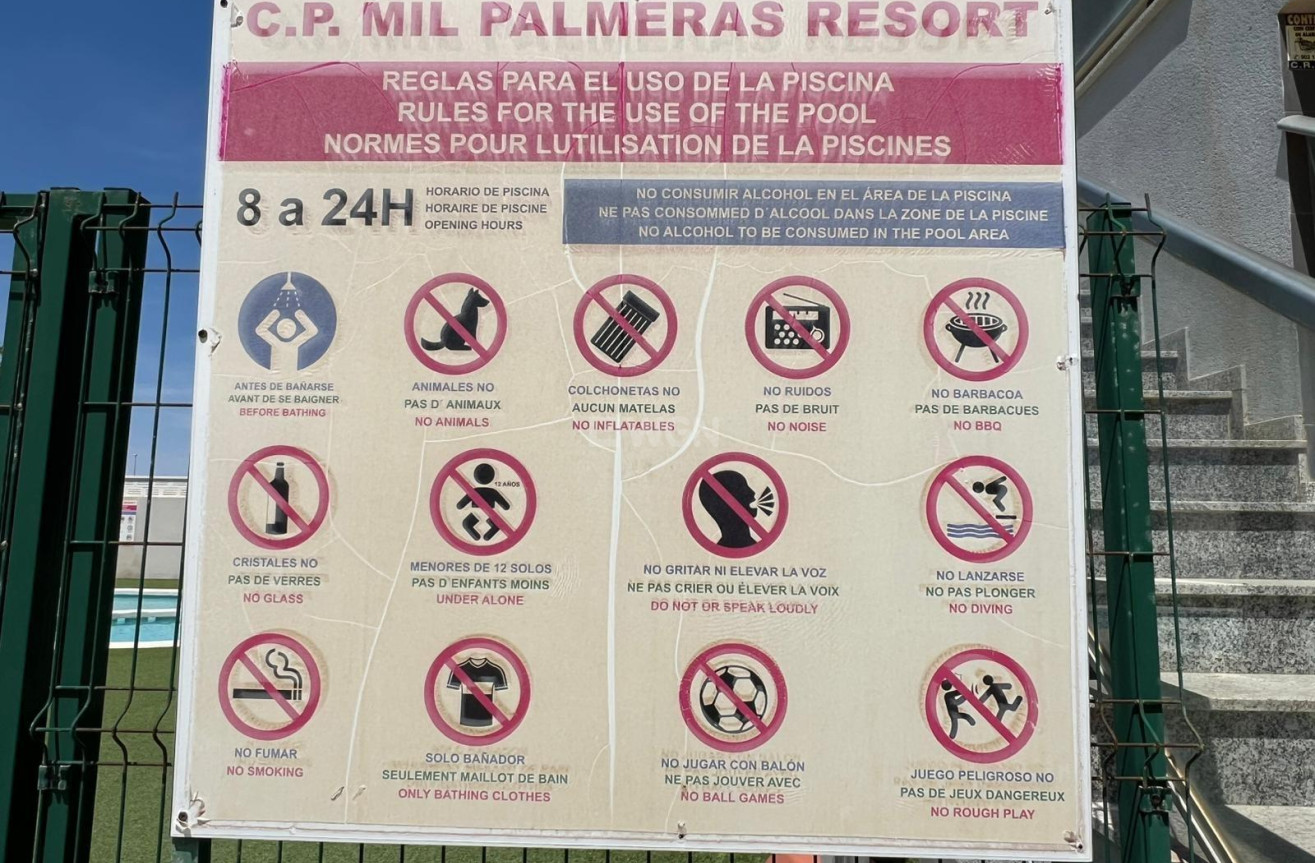 C.P. MIL PALMERAS RESORT
REGLAS PARA EL USO DE LA PISCINA
RULES FOR THE USE OF THE POOL
NORMES POUR LUTILISATION DE LA PISCINES
8 a 24H
HORARIO DE PISCINA
HORAIRE DE PISCINE
OPENING HOURS
NO CONSUMIR ALCOHOL EN EL ÁREA DE LA PISCINA
NE PAS CONSOMMED D´ALCOOL DANS LA ZONE DE LA PISCINE
NO ALCOHOL TO BE CONSUMED IN THE POOL AREA
ANTES DE BAÑARSE
AVANT DE SE BAIGNER
BEFORE BATHING
ANIMALES NO
PAS D´ ANIMAUX
NO ANIMALS
COLCHONETAS NO
AUCUN MATELAS
NO INFLATABLES
NO RUIDOS
PAS DE BRUIT
NO NOISE
NO BARBACOA
PAS DE BARBACUES
NO BBQ
CRISTALES NO
PAS DE VERRES
NO GLASS
12 AÑOS
MENORES DE 12 SOLOS
PAS D´ENFANTS MOINS
UNDER ALONE
NO GRITAR NI ELEVAR LA VOZ
NE PAS CRIER OU ÉLEVER LA VOIX
DO NOT OR SPEAK LOUDLY
NO LANZARSE
NO PAS PLONGER
NO DIVING
NO FUMAR
NO SMOKING
SOLO BAÑADOR
SEULEMENT MAILLOT DE BAIN
ONLY BATHING CLOTHES
NO JUGAR CON BALÓN
NE PAS JOUVER AVEC
NO BALL GAMES
JUEGO PELIGROSO NO
PAS DE JEUX DANGEREUX
NO ROUGH PLAY